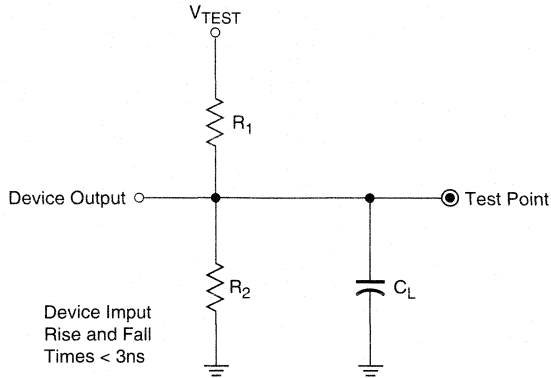 VTEST
R1
Device Output
Test Point
R2
CL
Device Imput
Rise and Fall
Times < 3ns